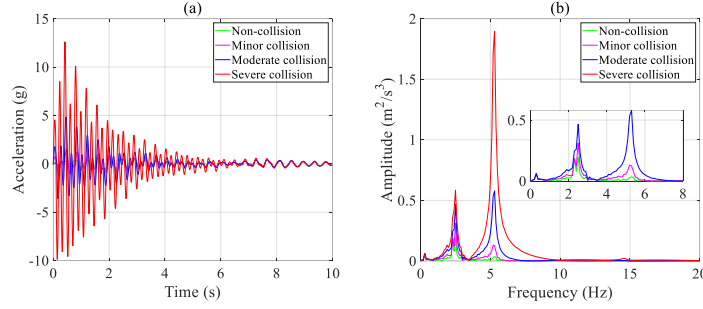 (a)
15
10
5
0
-5
-10
0
2
4
6
8
10
Acceleration (g)
Time (s)
Non-collision
Minor collision
Moderate collision
Severe collision
(b)
2
1.5
1
0.5
0
0
5
10
15
20
Amplitude (m²/s³)
Frequency (Hz)
Non-collision
Minor collision
Moderate collision
Severe collision
0.5
0
0
2
4
6
8